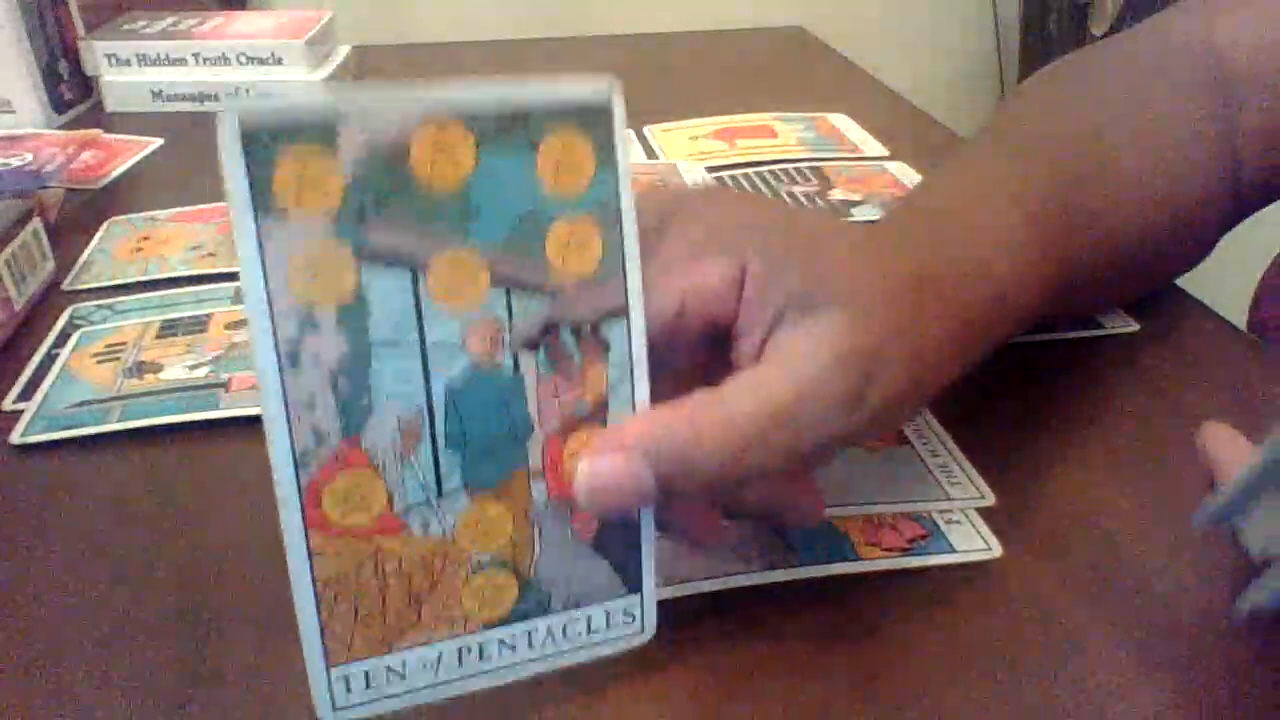 The Hidden Truth Oracle
Messages of
TEN of PENTACLES